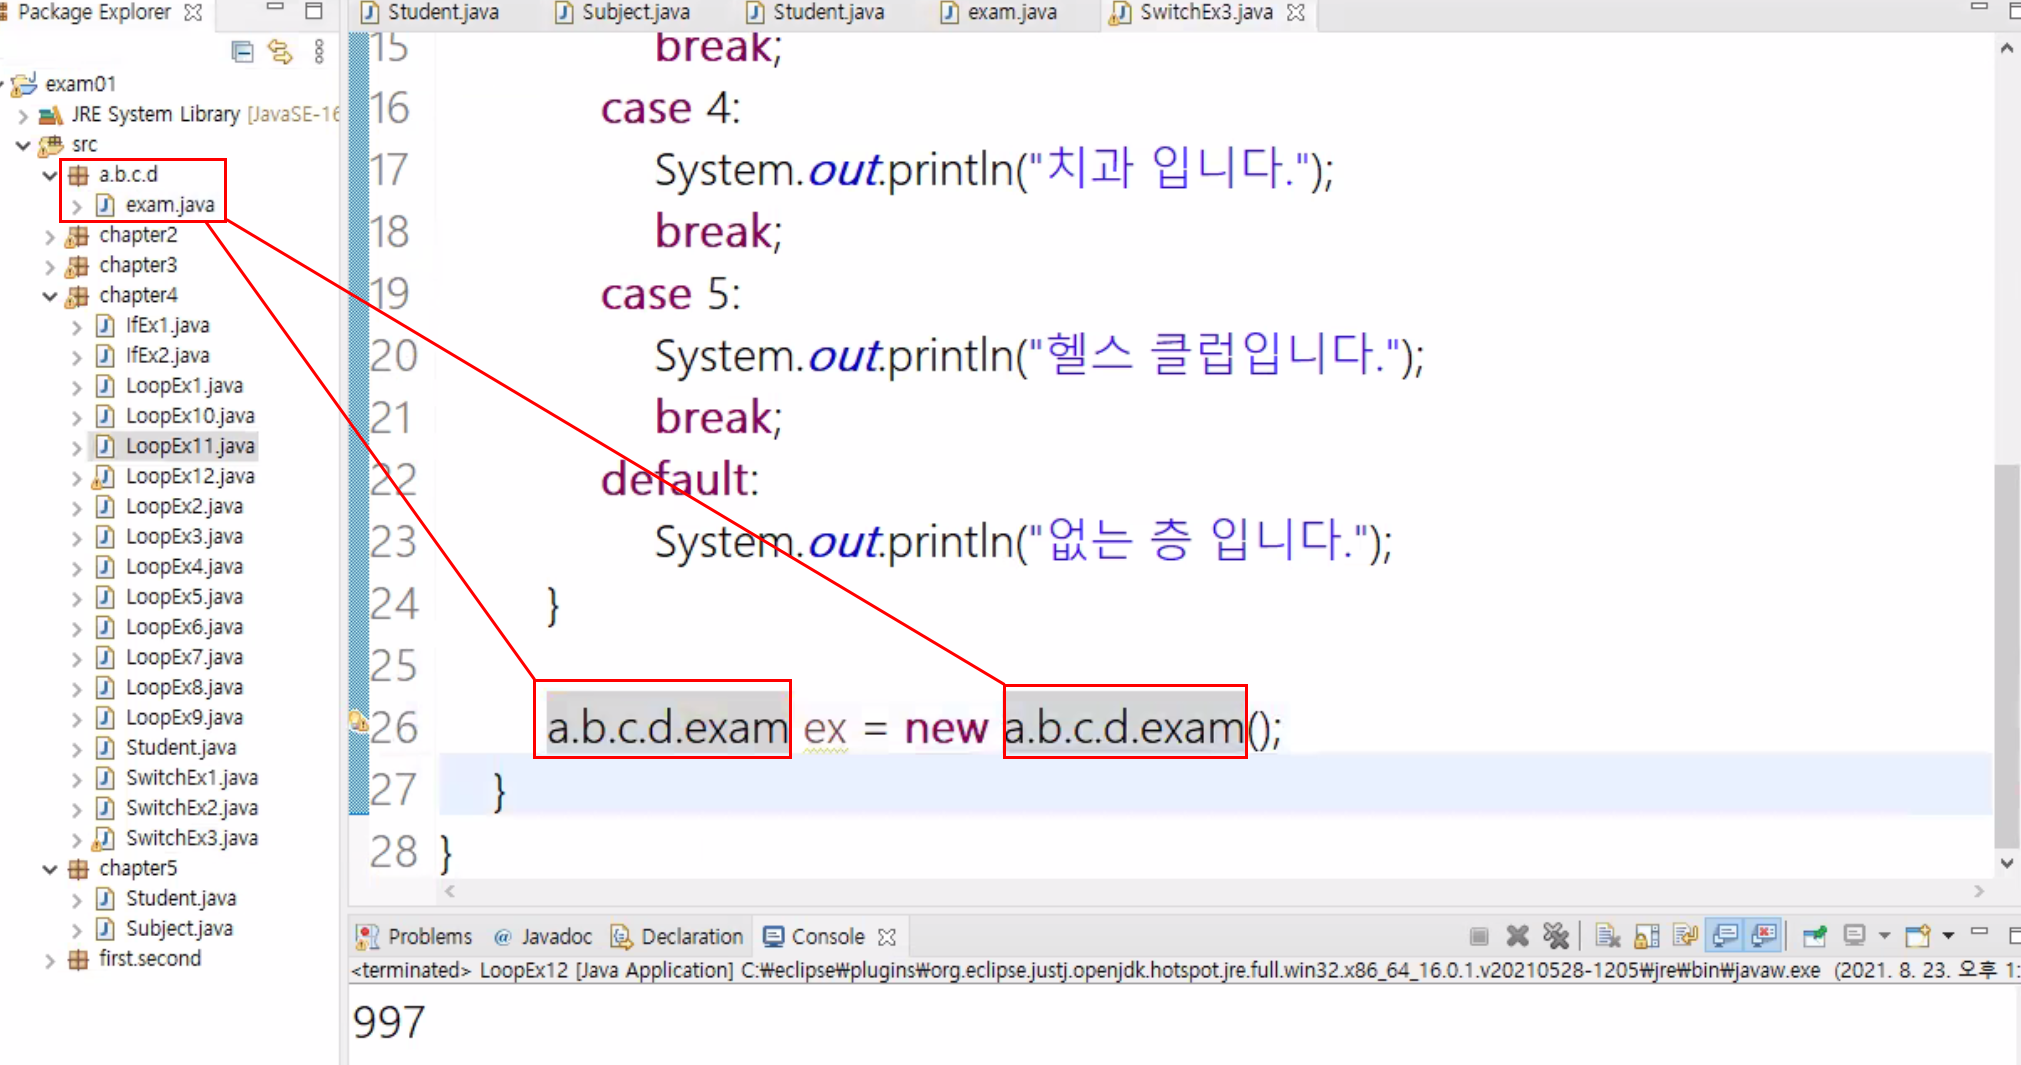 Package Explorer
exam01
JRE System Library [JavaSE-16
src
a.b.c.d
exam.java
chapter2
chapter3
chapter4
IfEx1.java
IfEx2.java
LoopEx1.java
LoopEx10.java
LoopEx11.java
LoopEx12.java
LoopEx2.java
LoopEx3.java
LoopEx4.java
LoopEx5.java
LoopEx6.java
LoopEx7.java
LoopEx8.java
LoopEx9.java
Student.java
SwitchEx1.java
SwitchEx2.java
SwitchEx3.java
chapter5
Student.java
Subject.java
first.second
Student.java Subject.java Student.java exam.java SwitchEx3.java
15 break;
16 case 4:
17 System.out.println("치과 입니다.");
18 break;
19 case 5:
20 System.out.println("헬스 클럽입니다.");
21 break;
22 default:
23 System.out.println("없는 층 입니다.");
24 }
25
26 a.b.c.d.exam ex = new a.b.c.d.exam();
27 }
28 }
Problems @ Javadoc Declaration Console
<terminated> LoopEx12 [Java Application] C:₩eclipse₩plugins₩org.eclipse.justj.openjdk.hotspot.jre.full.win32.x86_64_16.0.1.v20210528-1205₩jre₩bin₩javaw.exe (2021. 8. 23. 오후 1:
997